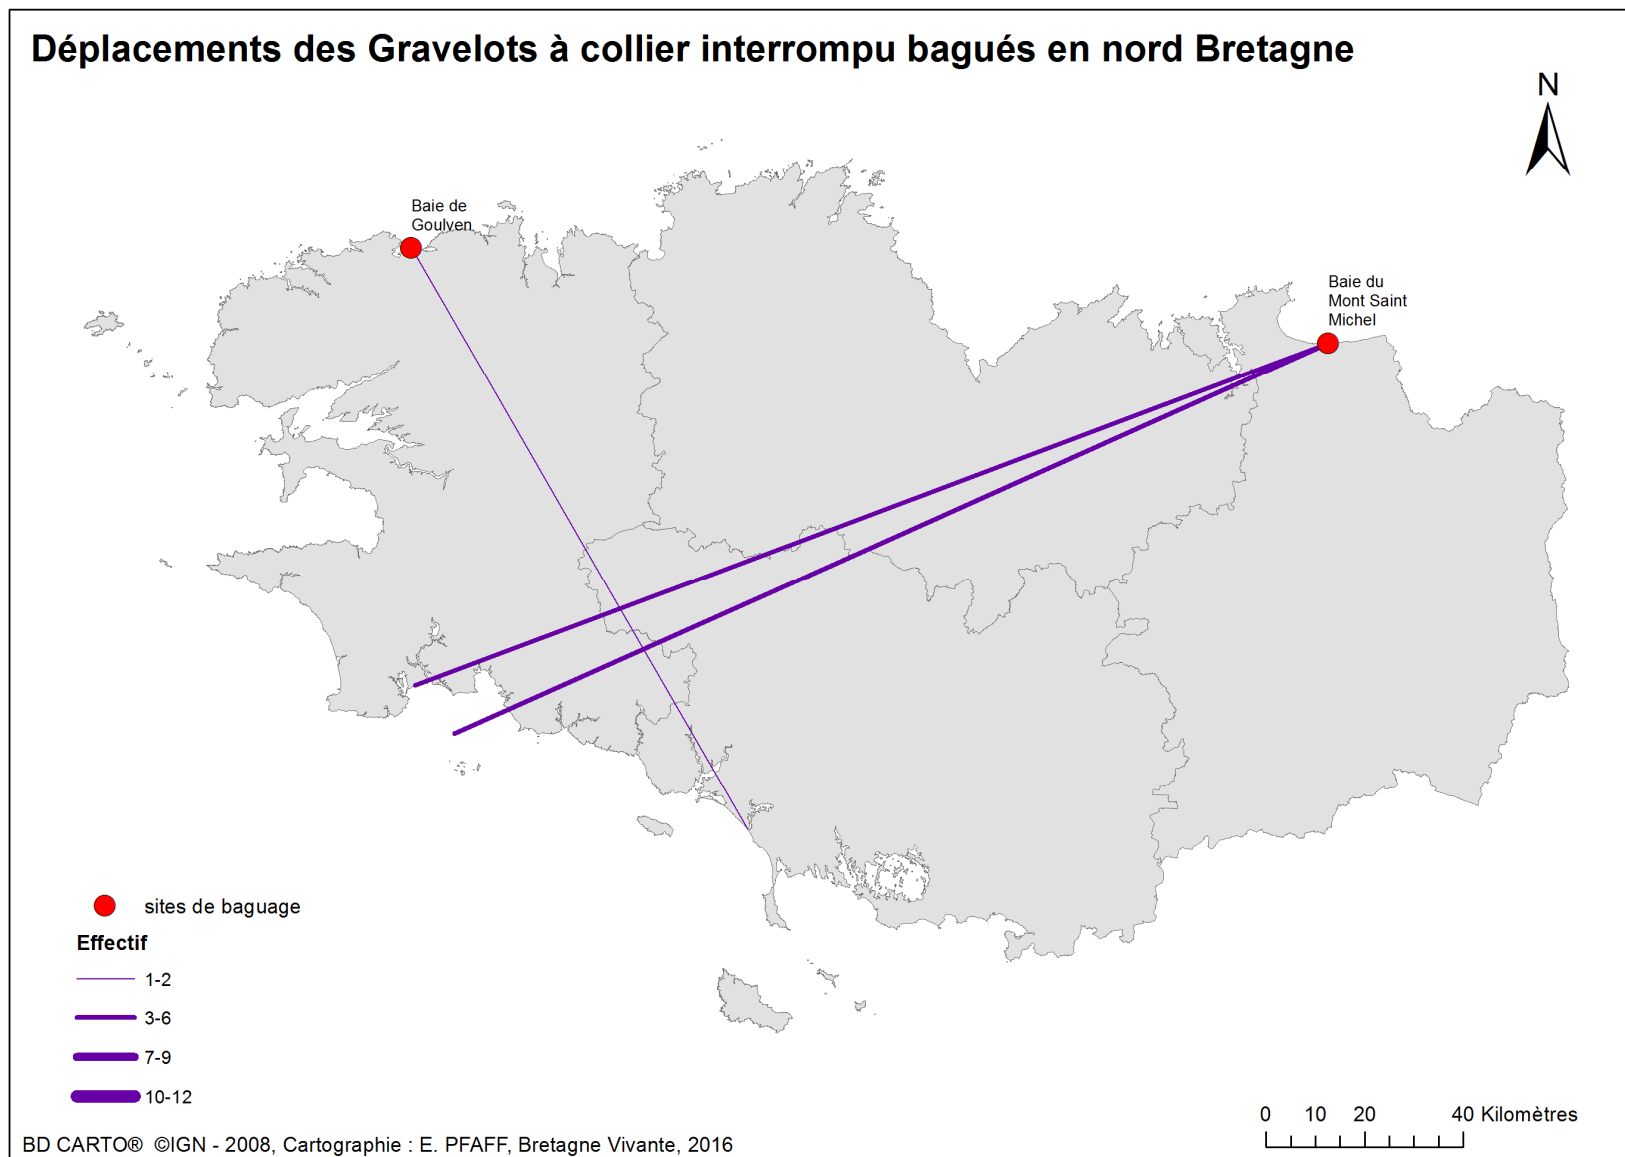 Déplacements des Gravelots à collier interrompu bagués en nord Bretagne
N
Baie de
Goulven
Baie du
Mont Saint
Michel
sites de baguage
Effectif
1-2
3-6
7-9
10-12
0 10 20 40 Kilomètres
BD CARTO® ©IGN - 2008, Cartographie : E. PFAFF, Bretagne Vivante, 2016